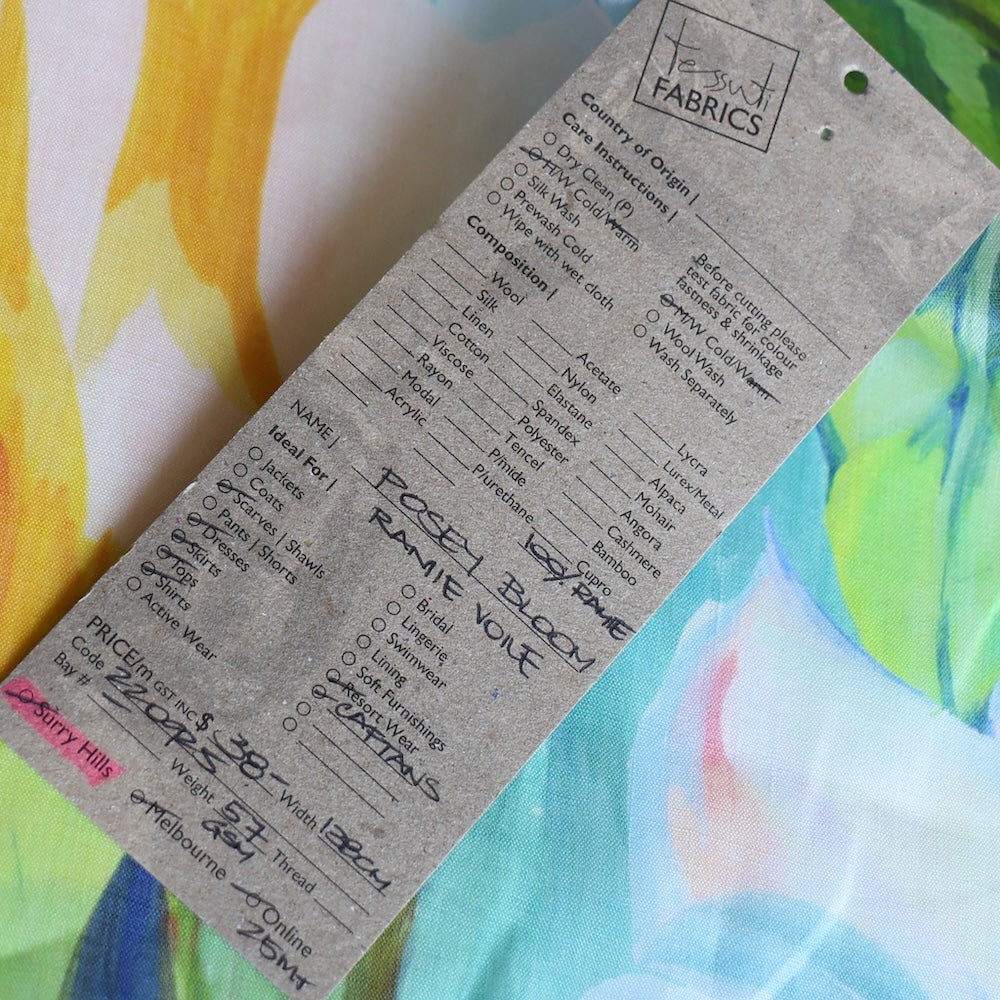 tessuti
FABRICS
Country of Origin |
Care Instructions |
Dry Clean (P)
H/W Cold/Warm
Silk Wash
Prewash Cold
Wipe with wet cloth
Before cutting please
test fabric for colour
fastness & shrinkage
M/W Cold/Warm
Wool Wash
Wash Separately
Composition |
Wool
Silk
Linen
Cotton
Viscose
Rayon
Modal
Acrylic
Acetate
Nylon
Elastane
Spandex
Polyester
Tencel
P/mide
P/urethane
Lycra
Lurex/Metal
Alpaca
Mohair
Angora
Cashmere
Bamboo
Cupro
100% RAMIE
NAME |
POSEY BLOOM
RAMIE VOILE
Ideal For |
Jackets
Coats
Scarves | Shawls
Pants | Shorts
Dresses
Skirts
Tops
Shirts
Active Wear
Bridal
Lingerie
Swimwear
Lining
Soft Furnishings
Resort Wear
CAFTANS
PRICE/m GST INC $ 38-
Width 138CM
Code
Bay #
Weight 57
GSM
Thread
Surry Hills
Melbourne
Online
25Mt